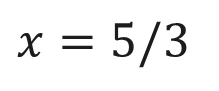 x = 5/3